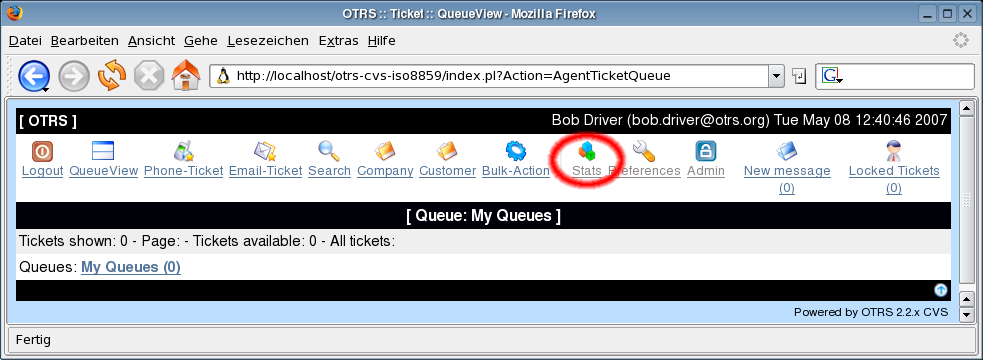 OTRS :: Ticket :: QueueView - Mozilla Firefox
Datei Bearbeiten Ansicht Gehe Lesezeichen Extras Hilfe
http://localhost/otrs-cvs-iso8859/index.pl?Action=AgentTicketQueue
G
[ OTRS ] Bob Driver (bob.driver@otrs.org) Tue May 08 12:40:46 2007
Logout QueueView Phone-Ticket Email-Ticket Search Company Customer Bulk-Action Stats Preferences Admin New message Locked Tickets
(0) (0)
[ Queue: My Queues ]
Tickets shown: 0 - Page: - Tickets available: 0 - All tickets:
Queues: My Queues (0)
Powered by OTRS 2.2.x CVS
Fertig